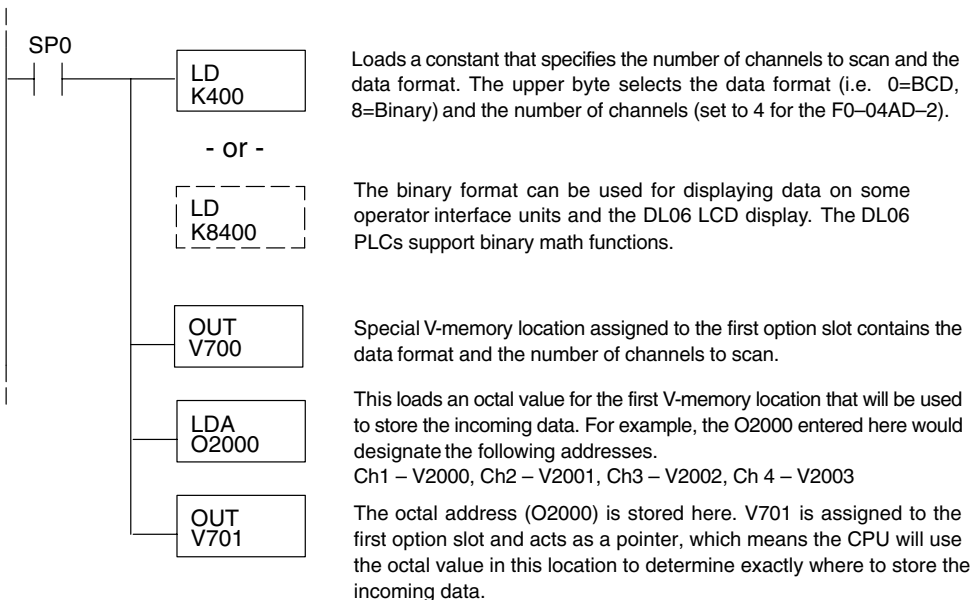 SP0
LD
K400
Loads a constant that specifies the number of channels to scan and the
data format. The upper byte selects the data format (i.e. 0=BCD,
8=Binary) and the number of channels (set to 4 for the F0–04AD–2).
- or -
LD
K8400
The binary format can be used for displaying data on some
operator interface units and the DL06 LCD display. The DL06
PLCs support binary math functions.
OUT
V700
Special V-memory location assigned to the first option slot contains the
data format and the number of channels to scan.
LDA
O2000
This loads an octal value for the first V-memory location that will be used
to store the incoming data. For example, the O2000 entered here would
designate the following addresses.
Ch1 – V2000, Ch2 – V2001, Ch3 – V2002, Ch 4 – V2003
OUT
V701
The octal address (O2000) is stored here. V701 is assigned to the
first option slot and acts as a pointer, which means the CPU will use
the octal value in this location to determine exactly where to store the
incoming data.